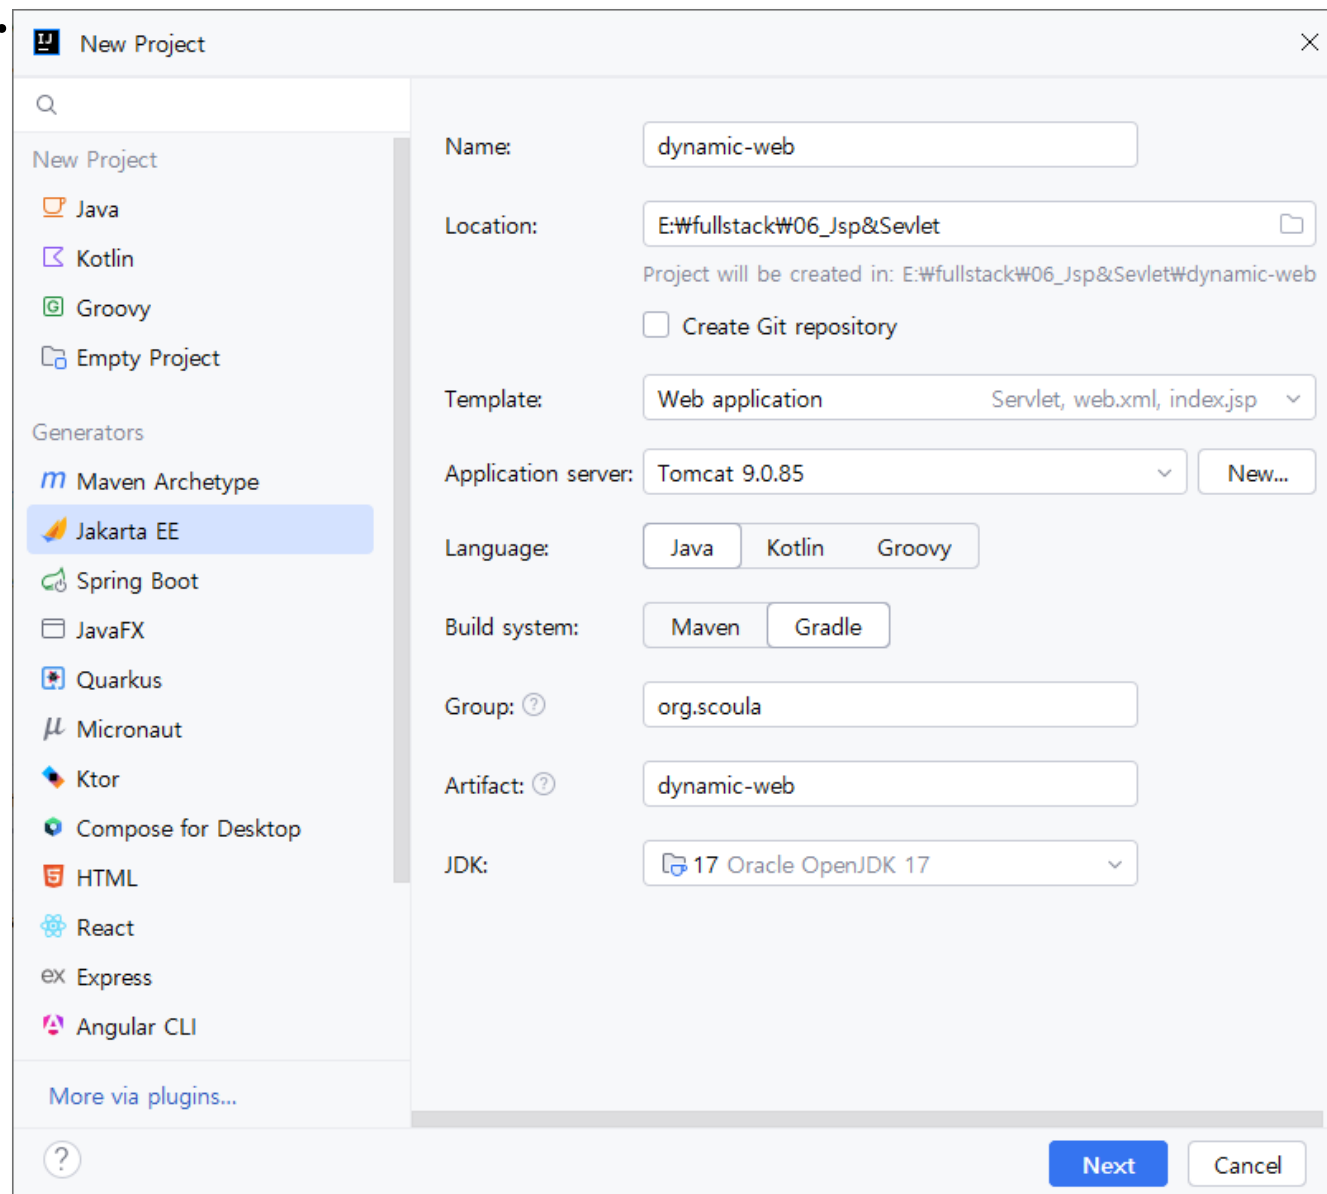 New Project
New Project
Java
Kotlin
Groovy
Empty Project
Generators
Maven Archetype
Jakarta EE
Spring Boot
JavaFX
Quarkus
Micronaut
Ktor
Compose for Desktop
HTML
React
Express
Angular CLI
More via plugins...
Name: dynamic-web
Location: E:₩fullstack₩06_Jsp&Sevlet
Project will be created in: E:₩fullstack₩06_Jsp&Sevlet₩dynamic-web
Create Git repository
Template: Web application Servlet, web.xml, index.jsp
Application server: Tomcat 9.0.85 New...
Language: Java Kotlin Groovy
Build system: Maven Gradle
Group: org.scoula
Artifact: dynamic-web
JDK: 17 Oracle OpenJDK 17
Next Cancel